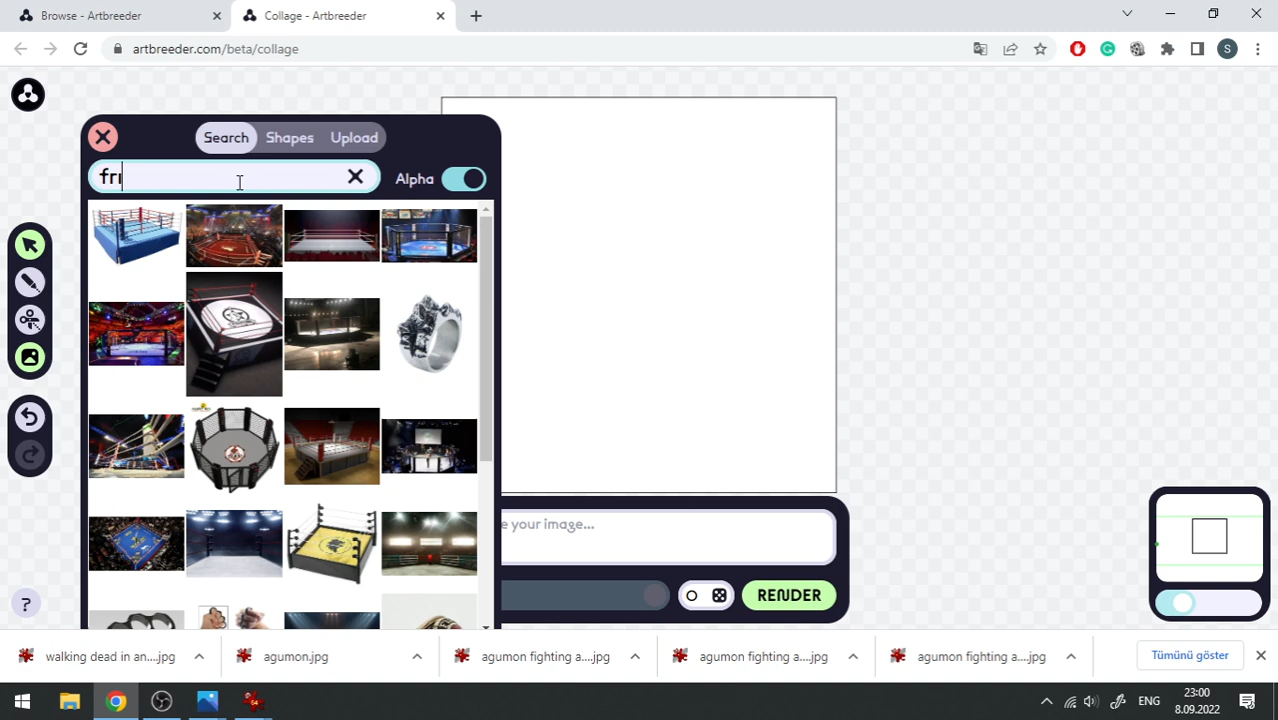 Browse - Artbreeder
Collage - Artbreeder
artbreeder.com/beta/collage
S
Search
Shapes
Upload
frı
Alpha
e your image...
RENDER
?
walking dead in an....jpg
agumon.jpg
agumon fighting a....jpg
agumon fighting a....jpg
agumon fighting a....jpg
Tümünü göster
64
ENG
23:00
8.09.2022